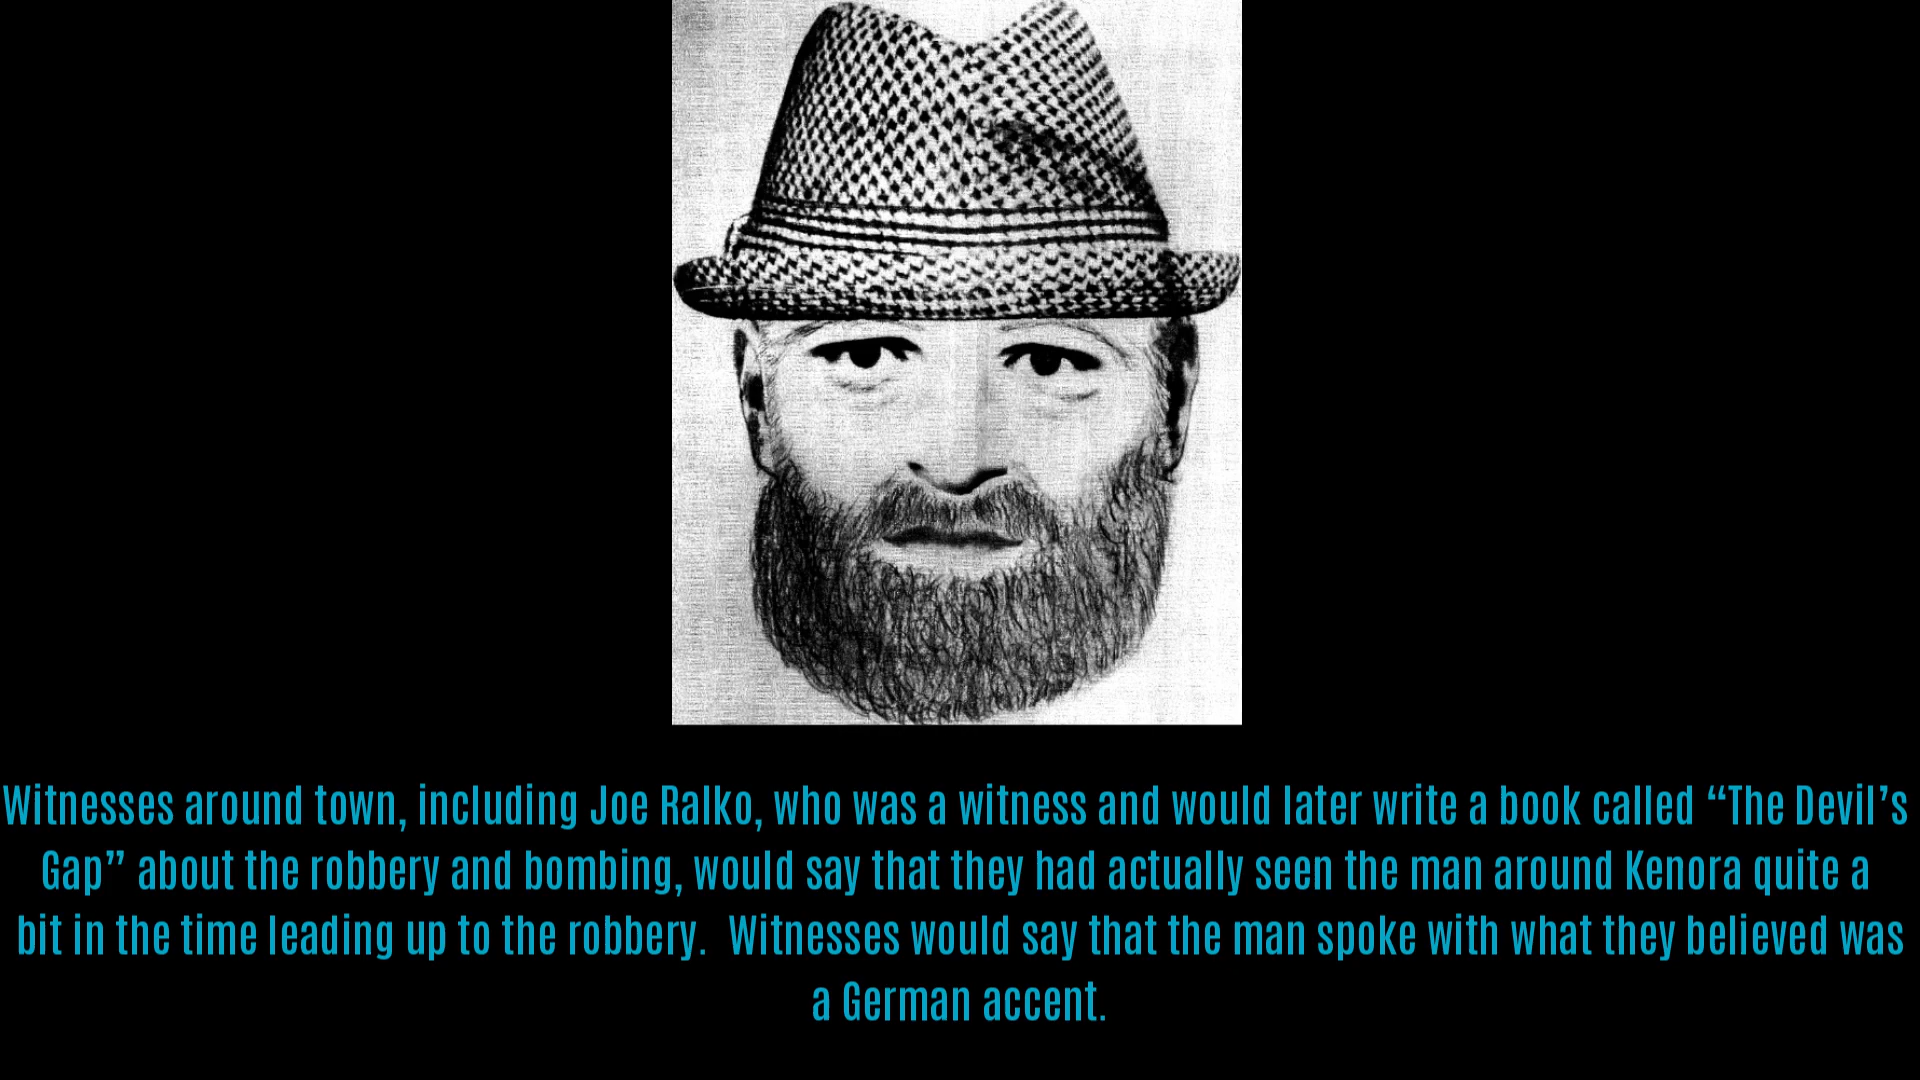 Witnesses around town, including Joe Ralko, who was a witness and would later write a book called “The Devil’s
Gap” about the robbery and bombing, would say that they had actually seen the man around Kenora quite a
bit in the time leading up to the robbery.  Witnesses would say that the man spoke with what they believed was
a German accent.